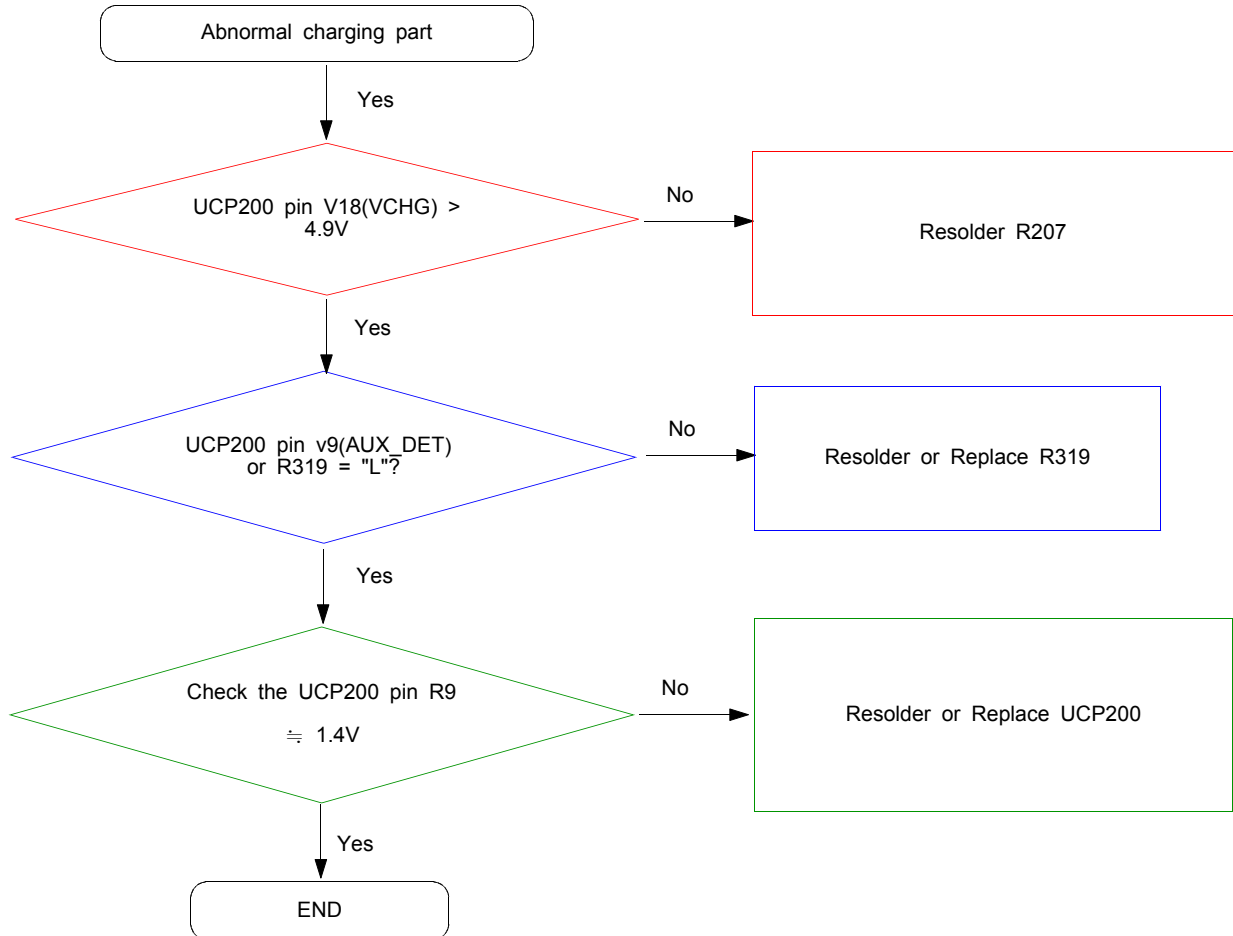 Abnormal charging part
Yes
UCP200 pin V18(VCHG) >
4.9V
No
Resolder R207
Yes
UCP200 pin v9(AUX_DET)
or R319 = "L"?
No
Resolder or Replace R319
Yes
Check the UCP200 pin R9
≒ 1.4V
No
Resolder or Replace UCP200
Yes
END